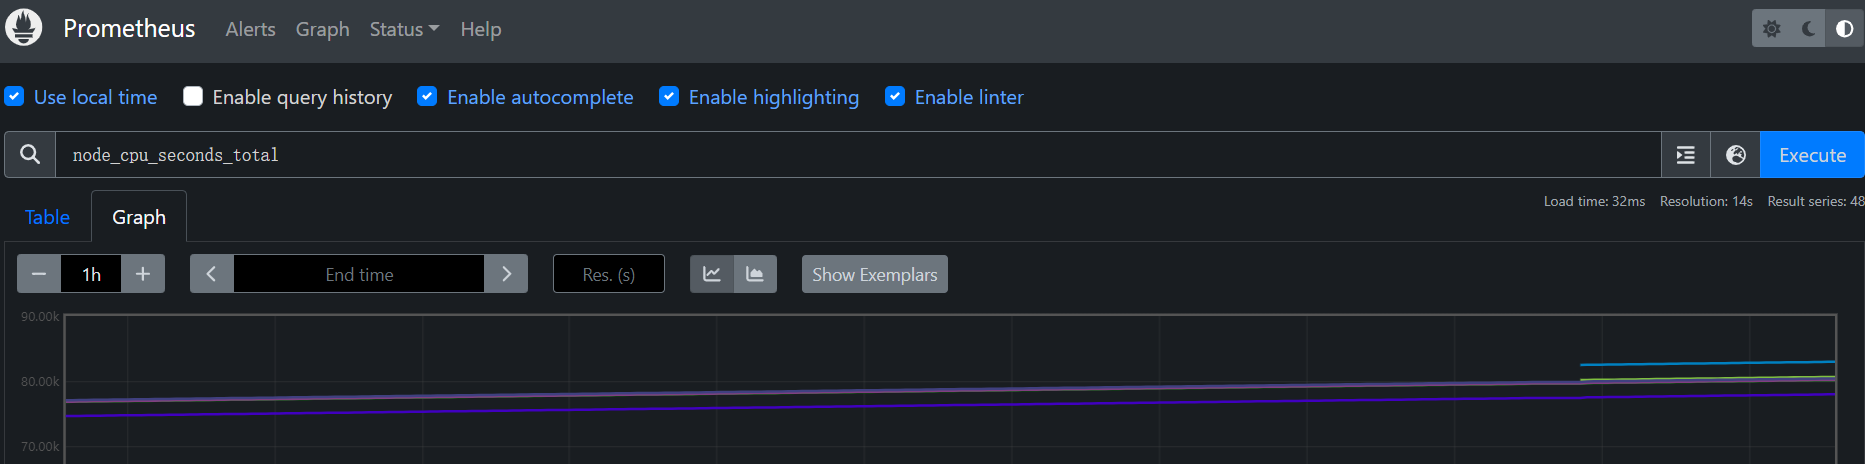 Prometheus Alerts Graph Status Help
Use local time Enable query history Enable autocomplete Enable highlighting Enable linter
node_cpu_seconds_total Execute
Load time: 32ms Resolution: 14s Result series: 48
Table Graph
1h End time Res. (s) Show Exemplars
90.00k
80.00k
70.00k